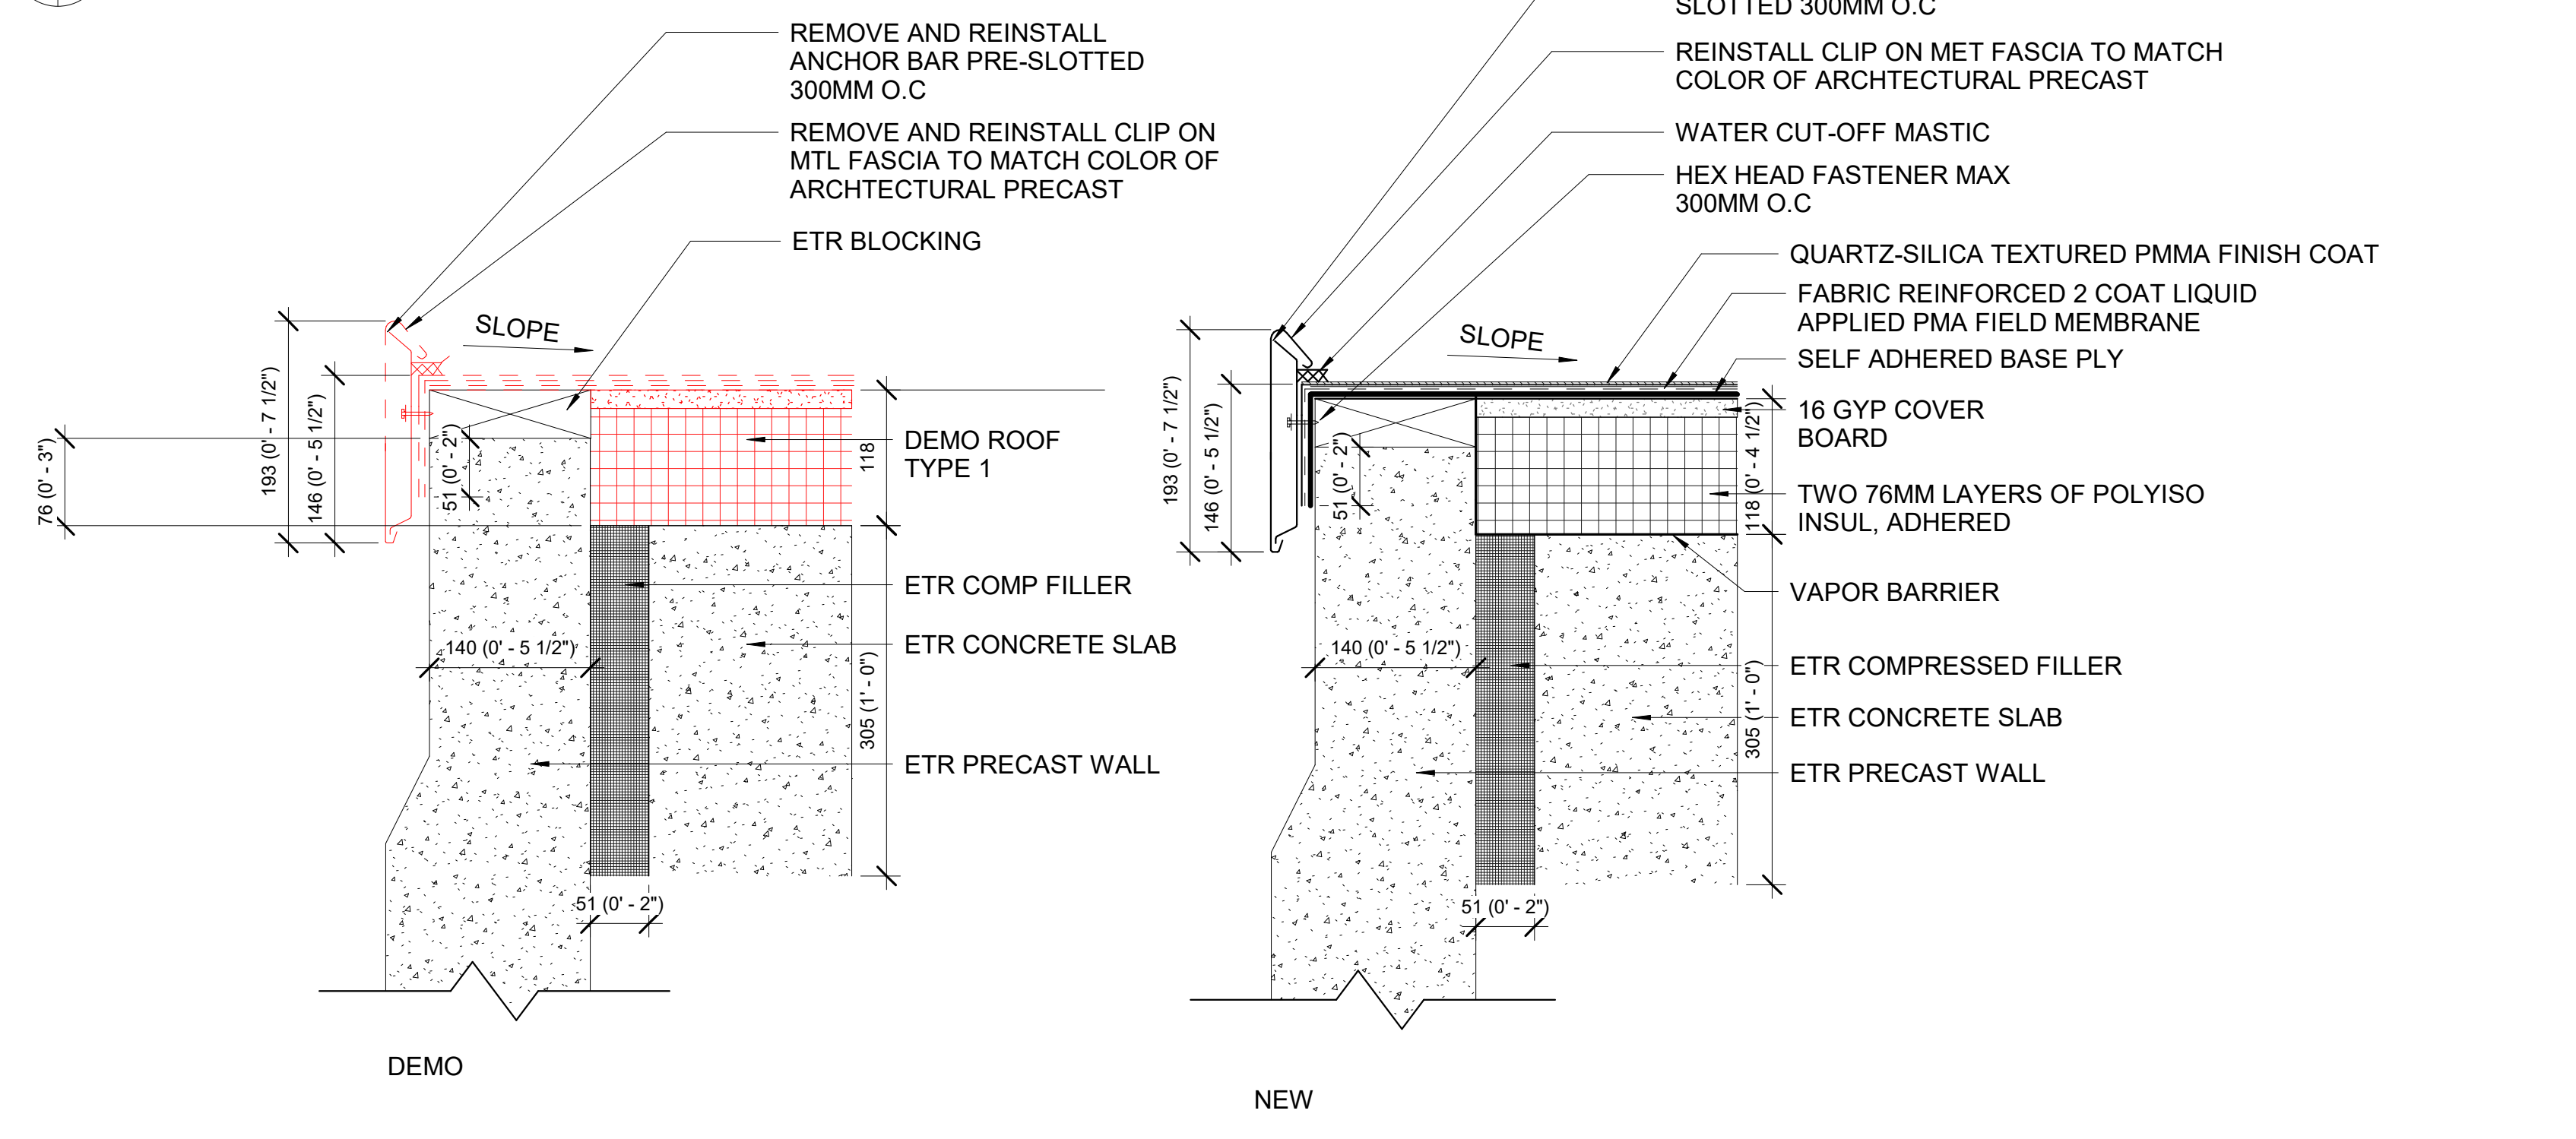 REMOVE AND REINSTALL
ANCHOR BAR PRE-SLOTTED
300MM O.C
REMOVE AND REINSTALL CLIP ON
MTL FASCIA TO MATCH COLOR OF
ARCHTECTURAL PRECAST
ETR BLOCKING
SLOPE
193 (0' - 7 1/2")
146 (0' - 5 1/2")
76 (0' - 3")
51 (0' - 2")
118
DEMO ROOF
TYPE 1
ETR COMP FILLER
140 (0' - 5 1/2")
ETR CONCRETE SLAB
305 (1' - 0")
ETR PRECAST WALL
51 (0' - 2")
DEMO
SLOTTED 300MM O.C
REINSTALL CLIP ON MET FASCIA TO MATCH
COLOR OF ARCHTECTURAL PRECAST
WATER CUT-OFF MASTIC
HEX HEAD FASTENER MAX
300MM O.C
QUARTZ-SILICA TEXTURED PMMA FINISH COAT
FABRIC REINFORCED 2 COAT LIQUID
APPLIED PMA FIELD MEMBRANE
SELF ADHERED BASE PLY
SLOPE
193 (0' - 7 1/2")
146 (0' - 5 1/2")
51 (0' - 2")
118 (0' - 4 1/2")
16 GYP COVER
BOARD
TWO 76MM LAYERS OF POLYISO
INSUL, ADHERED
VAPOR BARRIER
140 (0' - 5 1/2")
ETR COMPRESSED FILLER
ETR CONCRETE SLAB
305 (1' - 0")
ETR PRECAST WALL
51 (0' - 2")
NEW